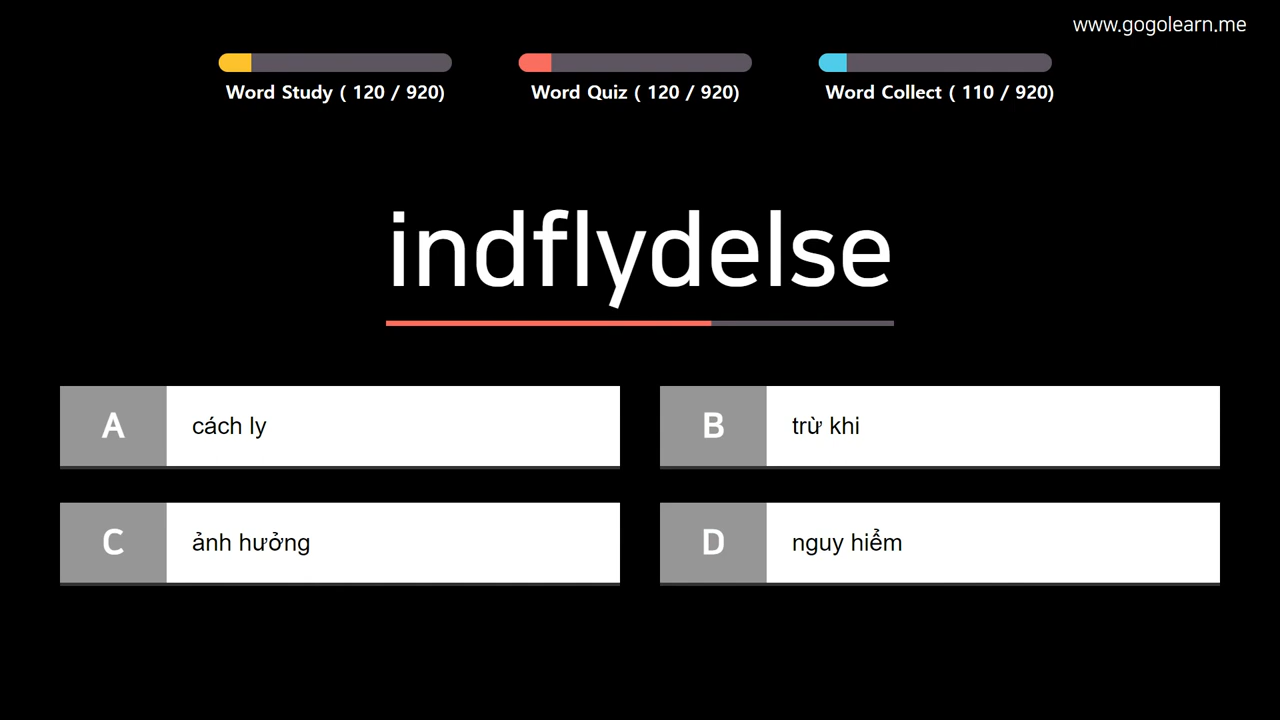 www.gogolearn.me
Word Study ( 120 / 920)
Word Quiz ( 120 / 920)
Word Collect ( 110 / 920)
indflydelse
A cách ly
B trừ khi
C ảnh hưởng
D nguy hiểm